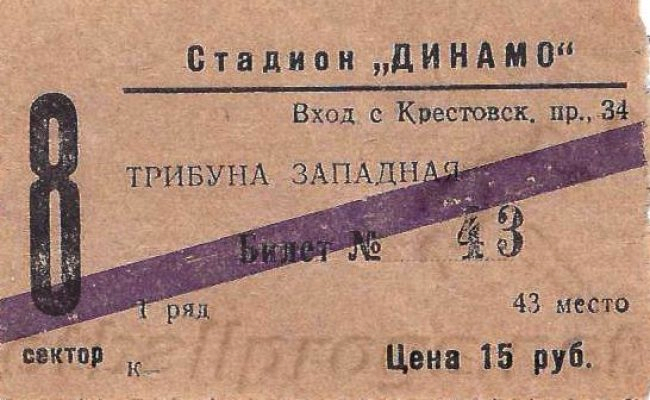 Стадион „ДИНАМО“
Вход с Крестовск. пр., 34
ТРИБУНА ЗАПАДНАЯ
8
Билет № 43
1 ряд 43 место
сектор
Цена 15 руб.
к—